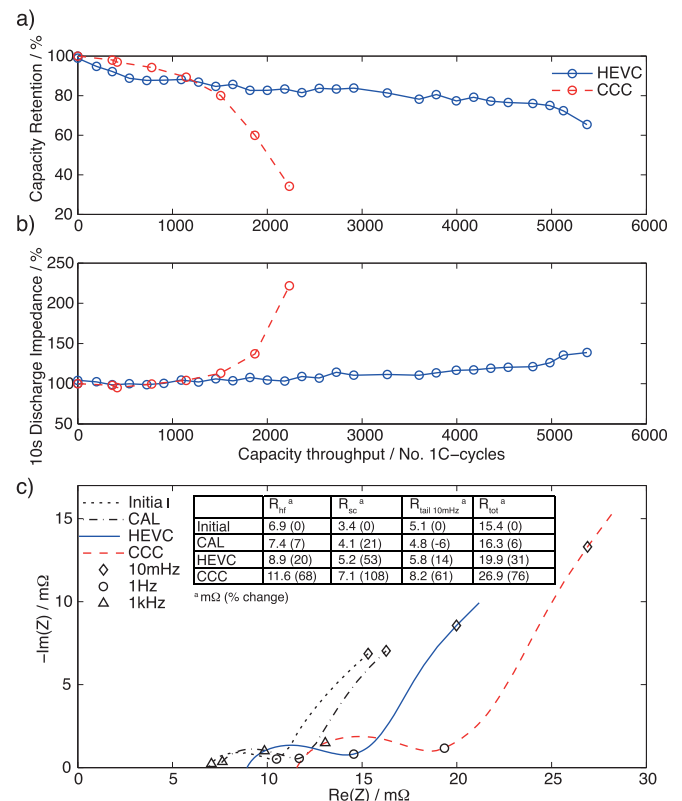 a)
Capacity Retention / %
100
80
60
40
20
0
1000
2000
3000
4000
5000
6000
HEVC
CCC
b)
10s Discharge Impedance / %
250
200
150
100
50
0
1000
2000
3000
4000
5000
6000
Capacity throughput / No. 1C−cycles
c)
−Im(Z) / mΩ
15
10
5
0
0
5
10
15
20
25
30
Re(Z) / mΩ
Initial
CAL
HEVC
CCC
10mHz
1Hz
1kHz
Rhf a Rsc a Rtail 10mHz a Rtot a
Initial 6.9 (0) 3.4 (0) 5.1 (0) 15.4 (0)
CAL 7.4 (7) 4.1 (21) 4.8 (-6) 16.3 (6)
HEVC 8.9 (20) 5.2 (53) 5.8 (14) 19.9 (31)
CCC 11.6 (68) 7.1 (108) 8.2 (61) 26.9 (76)
a mΩ (% change)